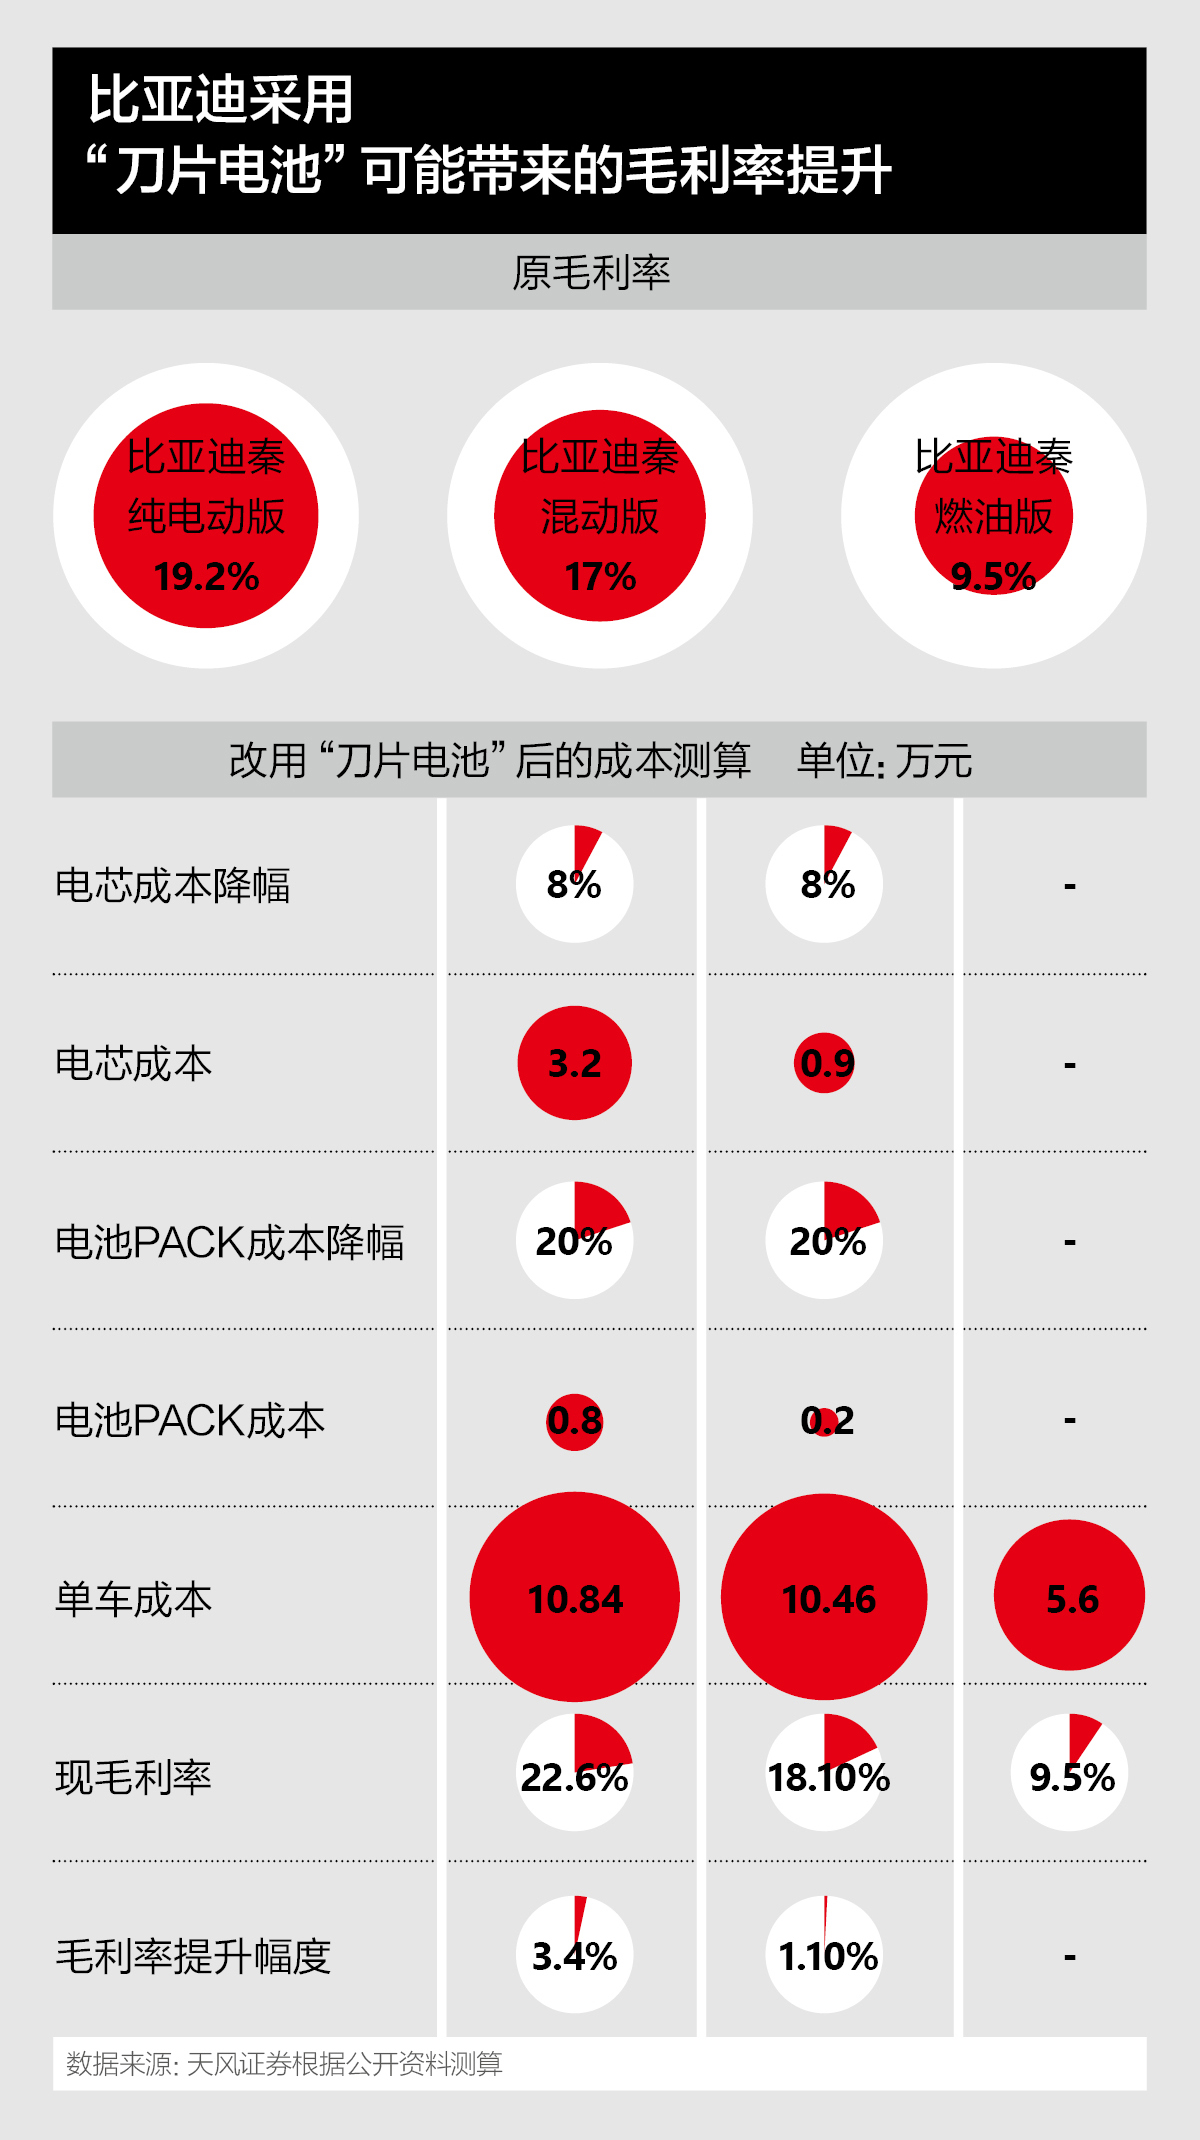 比亚迪采用
“刀片电池”可能带来的毛利率提升
原毛利率
比亚迪秦
纯电动版
19.2%
比亚迪秦
混动版
17%
比亚迪秦
燃油版
9.5%
改用“刀片电池”后的成本测算 单位:万元
电芯成本降幅 8% 8% -
电芯成本 3.2 0.9 -
电池PACK成本降幅 20% 20% -
电池PACK成本 0.8 0.2 -
单车成本 10.84 10.46 5.6
现毛利率 22.6% 18.10% 9.5%
毛利率提升幅度 3.4% 1.10% -
数据来源:天风证券根据公开资料测算